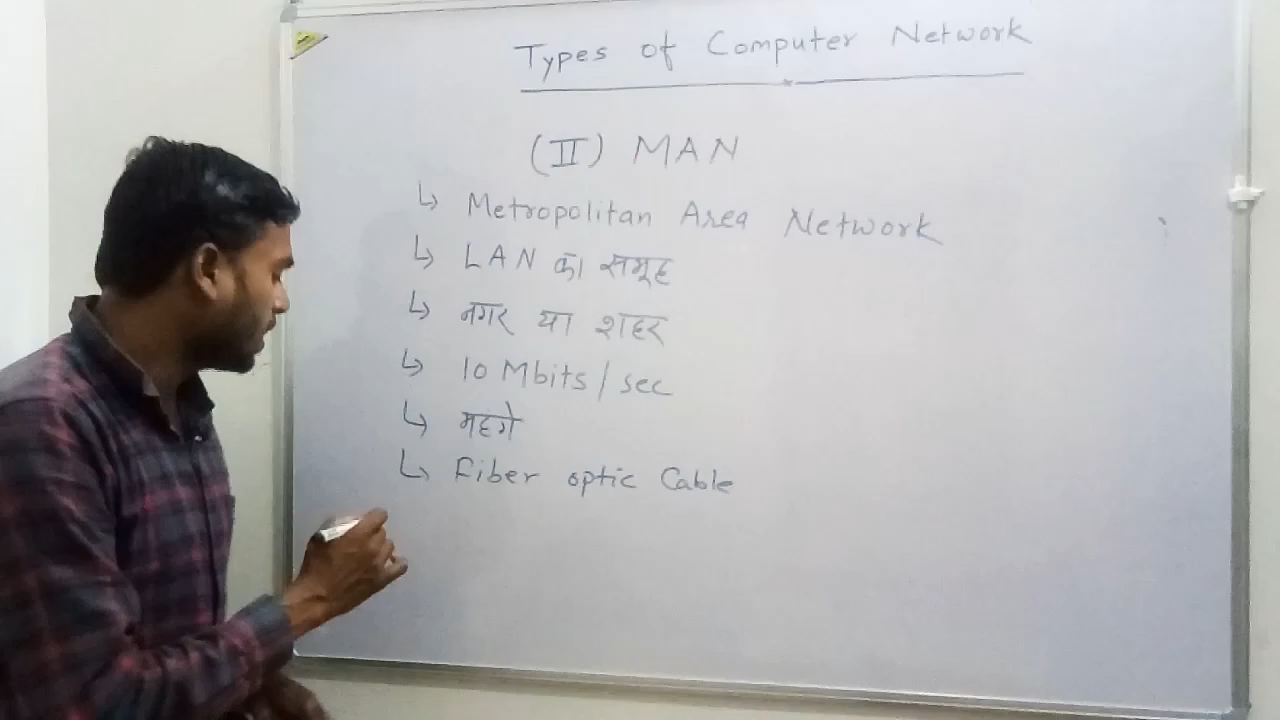 Types of Computer Network
(II) MAN
↳ Metropolitan Area Network
↳ LAN का समूह
↳ नगर या शहर
↳ 10 Mbits/sec
↳ महगे
↳ Fiber optic Cable